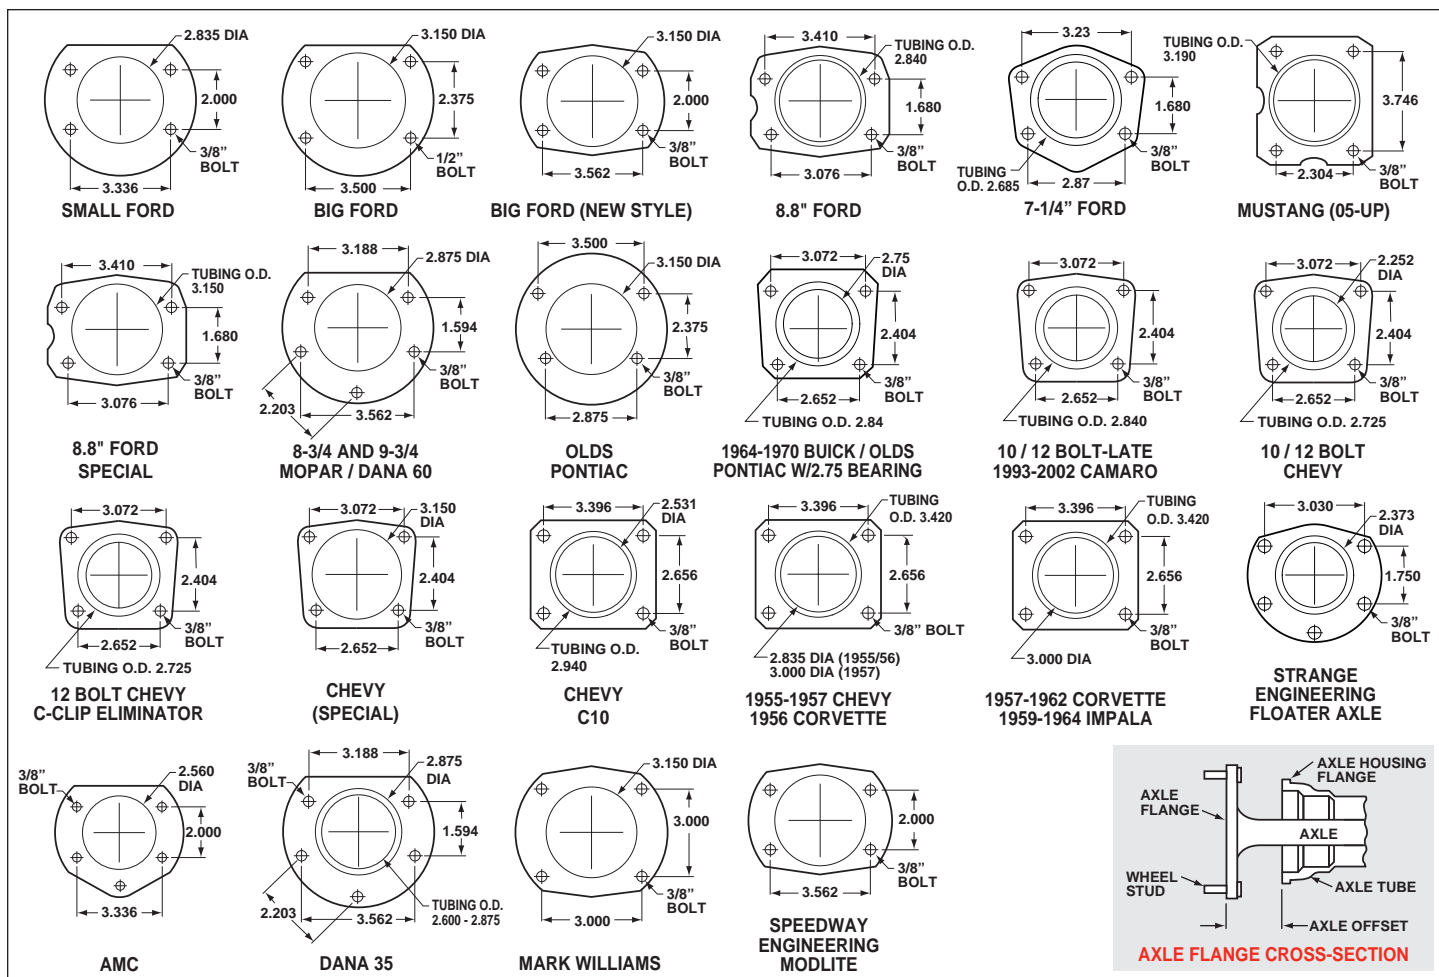 2.835 DIA
2.000
3/8”
BOLT
3.336
SMALL FORD
3.150 DIA
2.375
1/2”
BOLT
3.500
BIG FORD
3.150 DIA
2.000
3/8”
BOLT
3.562
BIG FORD (NEW STYLE)
3.410
TUBING O.D.
2.840
1.680
3/8”
BOLT
3.076
8.8" FORD
3.23
1.680
3/8”
BOLT
TUBING
O.D. 2.685
2.87
7-1/4” FORD
TUBING O.D.
3.190
3.746
3/8”
BOLT
2.304
MUSTANG (05-UP)
3.410
TUBING O.D.
3.150
1.680
3/8”
BOLT
3.076
8.8" FORD
SPECIAL
3.188
2.875 DIA
1.594
3/8”
BOLT
2.203
3.562
8-3/4 AND 9-3/4
MOPAR / DANA 60
3.500
3.150 DIA
2.375
3/8”
BOLT
2.875
OLDS
PONTIAC
3.072
2.75
DIA
2.404
3/8”
BOLT
2.652
TUBING O.D. 2.84
1964-1970 BUICK / OLDS
PONTIAC W/2.75 BEARING
3.072
2.404
3/8”
BOLT
2.652
TUBING O.D. 2.840
10 / 12 BOLT-LATE
1993-2002 CAMARO
3.072
2.252
DIA
2.404
3/8”
BOLT
2.652
TUBING O.D. 2.725
10 / 12 BOLT
CHEVY
3.072
2.404
3/8”
BOLT
2.652
TUBING O.D. 2.725
12 BOLT CHEVY
C-CLIP ELIMINATOR
3.072
3.150
DIA
2.404
3/8”
BOLT
2.652
CHEVY
(SPECIAL)
3.396
2.531
DIA
2.656
3/8”
BOLT
TUBING O.D.
2.940
CHEVY
C10
3.396
TUBING
O.D. 3.420
2.656
3/8” BOLT
2.835 DIA (1955/56)
3.000 DIA (1957)
1955-1957 CHEVY
1956 CORVETTE
3.396
TUBING
O.D. 3.420
2.656
3/8”
BOLT
3.000 DIA
1957-1962 CORVETTE
1959-1964 IMPALA
3.030
2.373
DIA
1.750
3/8”
BOLT
STRANGE
ENGINEERING
FLOATER AXLE
3/8”
BOLT
2.560
DIA
2.000
3.336
AMC
3/8”
BOLT
3.188
2.875
DIA
1.594
2.203
3.562
TUBING O.D.
2.600 - 2.875
DANA 35
3.150 DIA
3.000
3/8”
BOLT
3.000
MARK WILLIAMS
2.000
3/8”
BOLT
3.562
SPEEDWAY
ENGINEERING
MODLITE
AXLE HOUSING
FLANGE
AXLE
FLANGE
AXLE
WHEEL
STUD
AXLE TUBE
AXLE OFFSET
AXLE FLANGE CROSS-SECTION